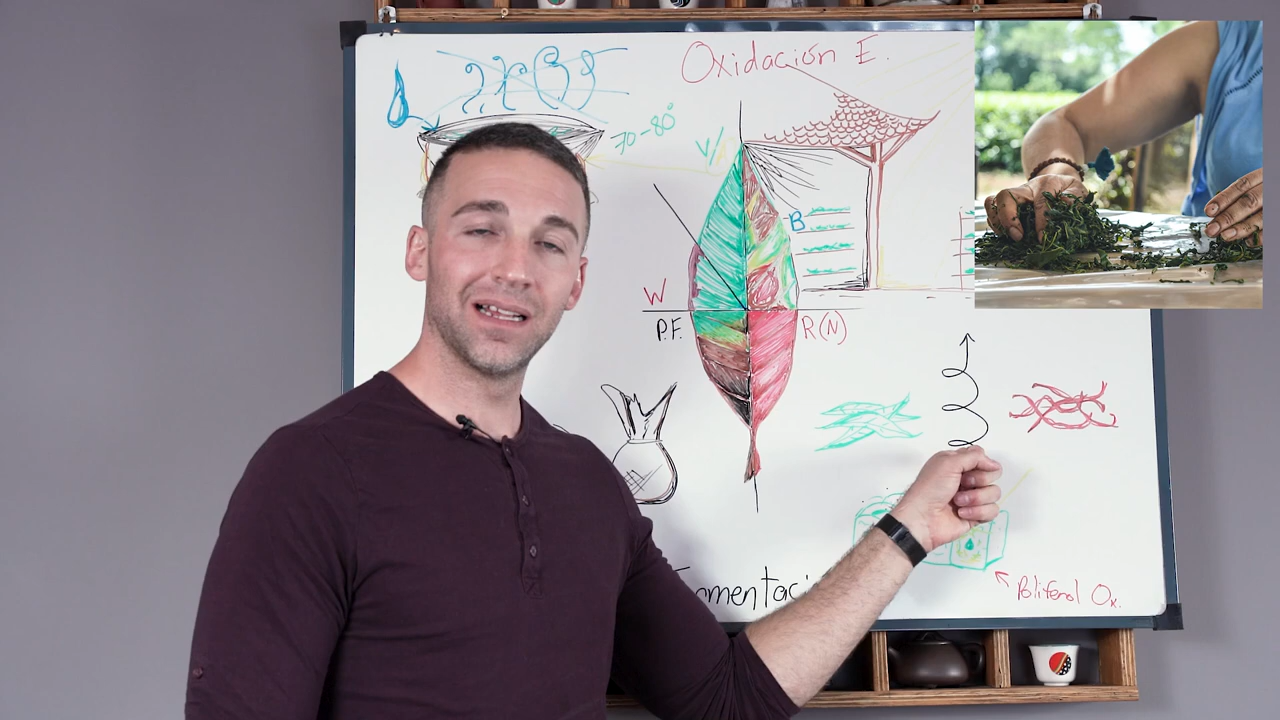 Oxidación E.
70-80°
V/
B
W
P.F.
R(N)
Polifenol Ox.